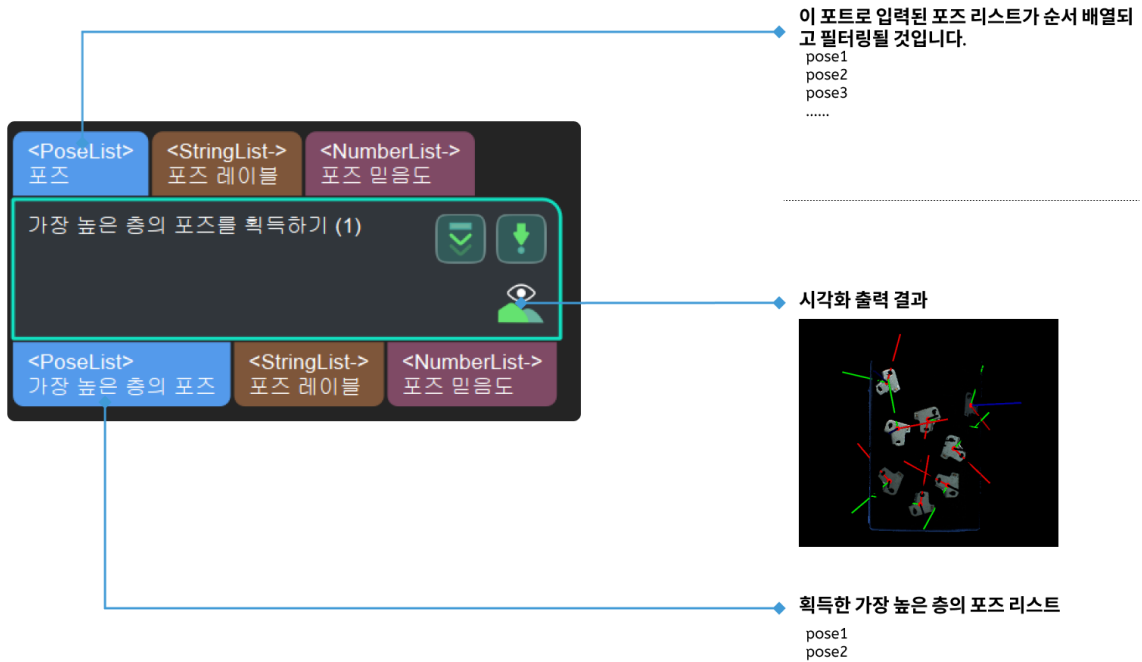 이 포트로 입력된 포즈 리스트가 순서 배열되
고 필터링될 것입니다.
pose1
pose2
pose3
......
<PoseList>
포즈
<StringList->
포즈 레이블
<NumberList->
포즈 믿음도
가장 높은 층의 포즈를 획득하기 (1)
시각화 출력 결과
<PoseList>
가장 높은 층의 포즈
<StringList->
포즈 레이블
<NumberList->
포즈 믿음도
획득한 가장 높은 층의 포즈 리스트
pose1
pose2